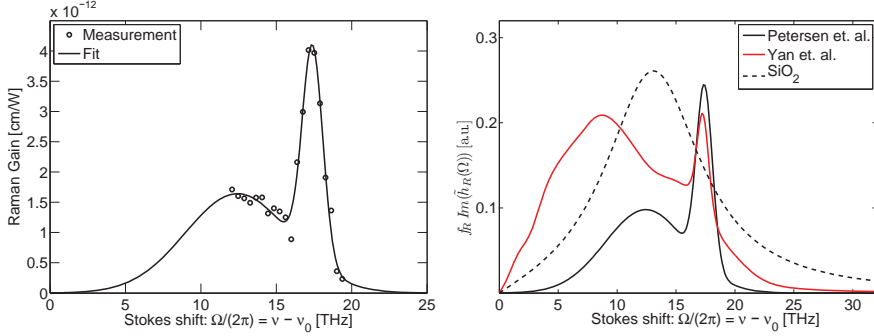 x 10⁻¹²
4
3.5
3
2.5
2
1.5
1
0.5
0
Raman Gain [cm/W]
Measurement
Fit
0 5 10 15 20 25
Stokes shift: Ω/(2π) = ν − ν₀ [THz]
0.3
0.2
0.1
f_R Im(h̃_R(Ω)) [a.u.]
Petersen et. al.
Yan et. al.
SiO₂
0 5 10 15 20 25 30
Stokes shift: Ω/(2π) = ν − ν₀ [THz]